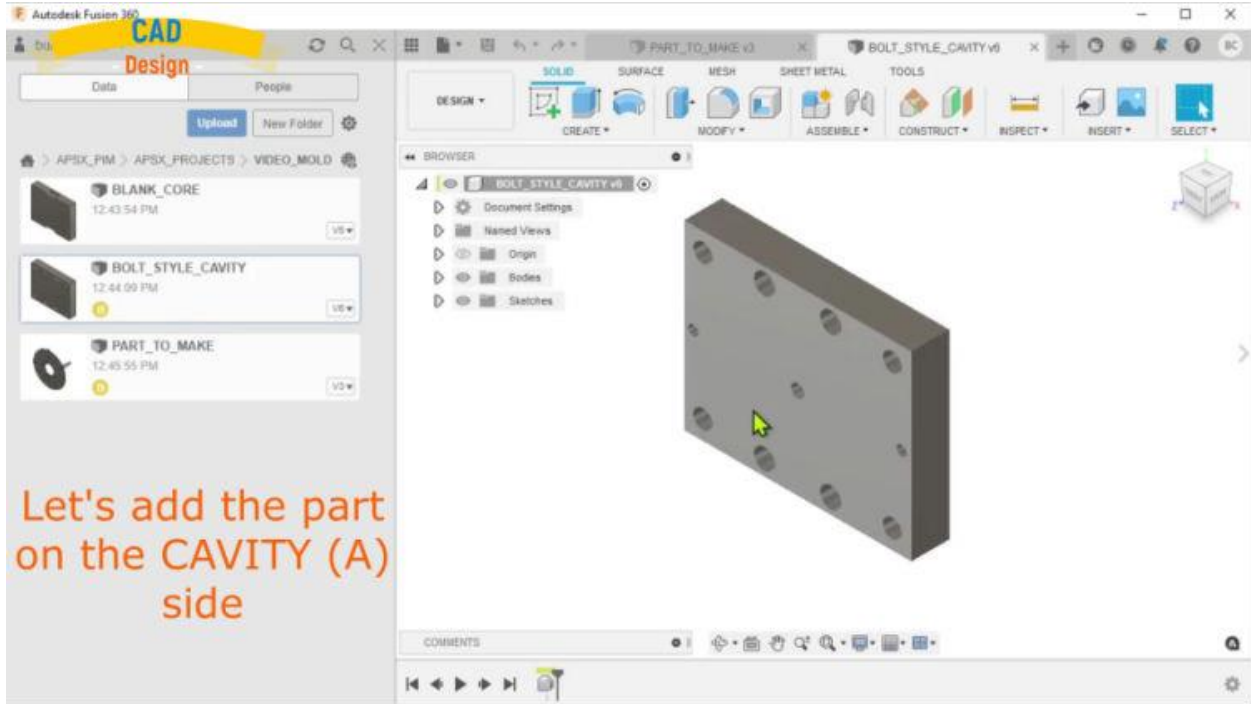 Autodesk Fusion 360
CAD
Design
Data
People
Upload
New Folder
APSX_PIM > APSX_PROJECTS > VIDEO_MOLD
BLANK_CORE
12:43:54 PM
BOLT_STYLE_CAVITY
12:44:09 PM
PART_TO_MAKE
12:45:55 PM
Let's add the part
on the CAVITY (A)
side
PART_TO_MAKE v3
BOLT_STYLE_CAVITY v6
SOLID
SURFACE
MESH
SHEET METAL
TOOLS
DESIGN
CREATE
MODIFY
ASSEMBLE
CONSTRUCT
INSPECT
INSERT
SELECT
BROWSER
BOLT_STYLE_CAVITY v6
Document Settings
Named Views
Origin
Bodies
Sketches
COMMENTS